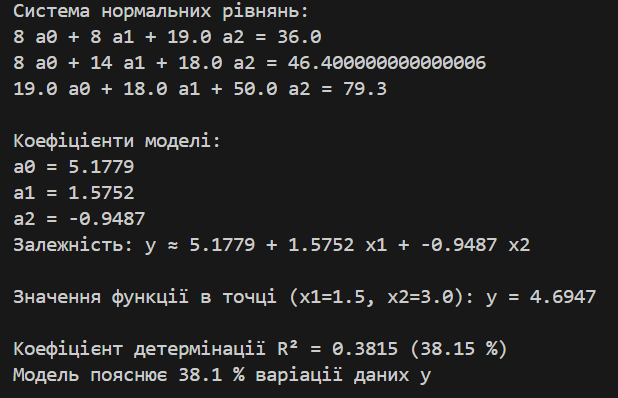 Система нормальних рівнянь:
8 a0 + 8 a1 + 19.0 a2 = 36.0
8 a0 + 14 a1 + 18.0 a2 = 46.400000000000006
19.0 a0 + 18.0 a1 + 50.0 a2 = 79.3
Коефіцієнти моделі:
a0 = 5.1779
a1 = 1.5752
a2 = -0.9487
Залежність: y ≈ 5.1779 + 1.5752 x1 + -0.9487 x2
Значення функції в точці (x1=1.5, x2=3.0): y = 4.6947
Коефіцієнт детермінації R² = 0.3815 (38.15 %)
Модель пояснює 38.1 % варіації даних y